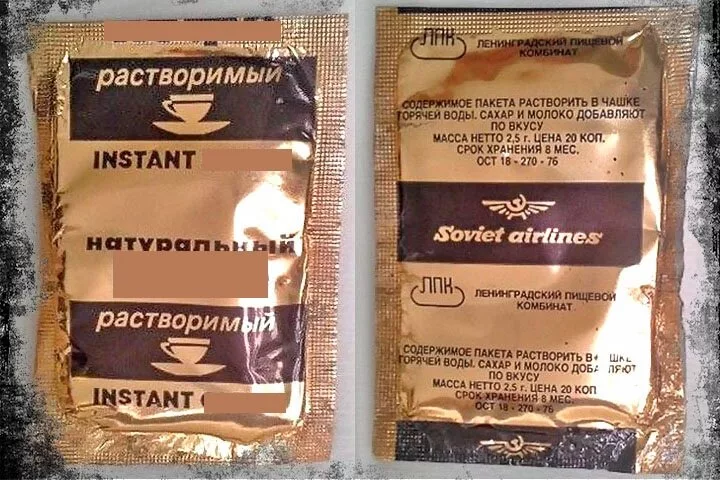 растворимый
INSTANT
натуральный
растворимый
INSTANT
ЛПК
ЛЕНИНГРАДСКИЙ ПИЩЕВОЙ
КОМБИНАТ
СОДЕРЖИМОЕ ПАКЕТА РАСТВОРИТЬ В ЧАШКЕ
ГОРЯЧЕЙ ВОДЫ. САХАР И МОЛОКО ДОБАВЛЯЮТ
ПО ВКУСУ
МАССА НЕТТО 2,5 г. ЦЕНА 20 КОП.
СРОК ХРАНЕНИЯ 8 МЕС.
ОСТ 18 - 270 - 76
Soviet airlines
ЛПК
ЛЕНИНГРАДСКИЙ ПИЩЕВОЙ
КОМБИНАТ
СОДЕРЖИМОЕ ПАКЕТА РАСТВОРИТЬ В ЧАШКЕ
ГОРЯЧЕЙ ВОДЫ. САХАР И МОЛОКО ДОБАВЛЯЮТ
ПО ВКУСУ
МАССА НЕТТО 2,5 г. ЦЕНА 20 КОП
СРОК ХРАНЕНИЯ 8 МЕС.
ОСТ 18 - 270 - 76